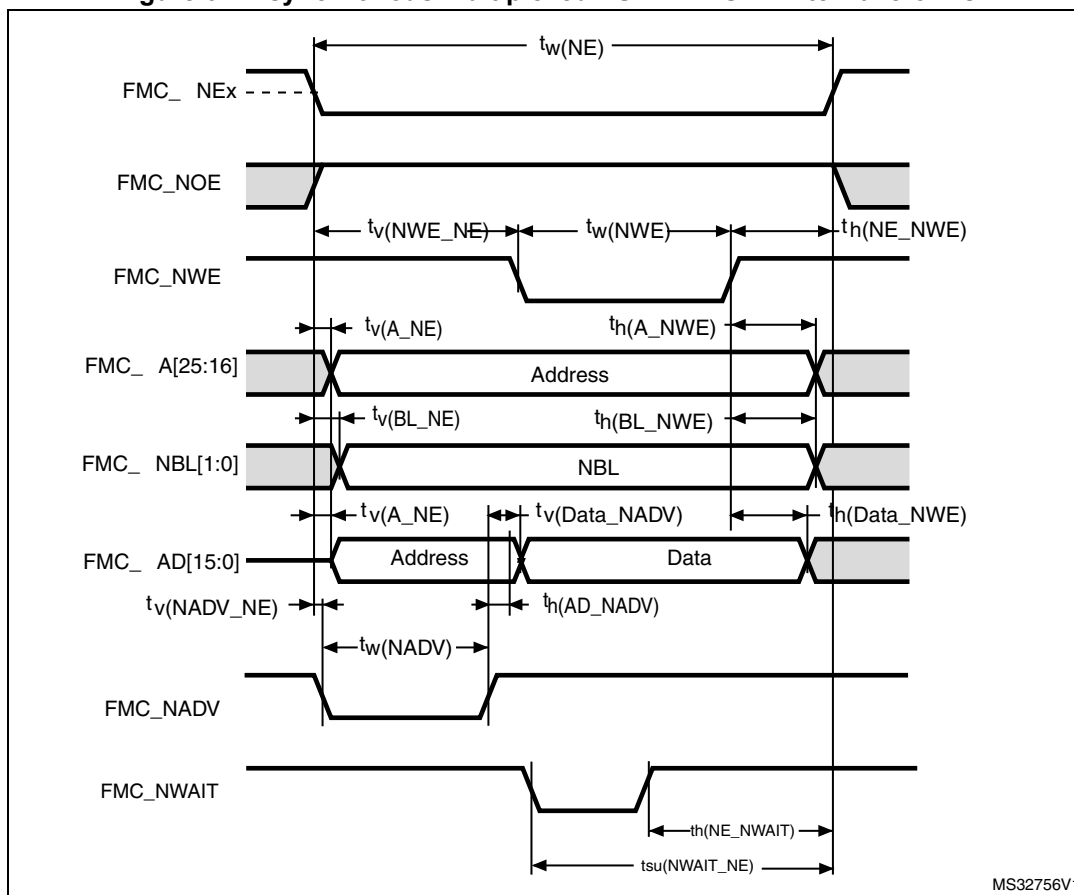 tw(NE)
FMC_ NEx
FMC_NOE
tv(NWE_NE)
tw(NWE)
th(NE_NWE)
FMC_NWE
tv(A_NE)
th(A_NWE)
FMC_ A[25:16]
Address
tv(BL_NE)
th(BL_NWE)
FMC_ NBL[1:0]
NBL
tv(A_NE)
tv(Data_NADV)
th(Data_NWE)
FMC_ AD[15:0]
Address
Data
tv(NADV_NE)
th(AD_NADV)
tw(NADV)
FMC_NADV
FMC_NWAIT
th(NE_NWAIT)
tsu(NWAIT_NE)